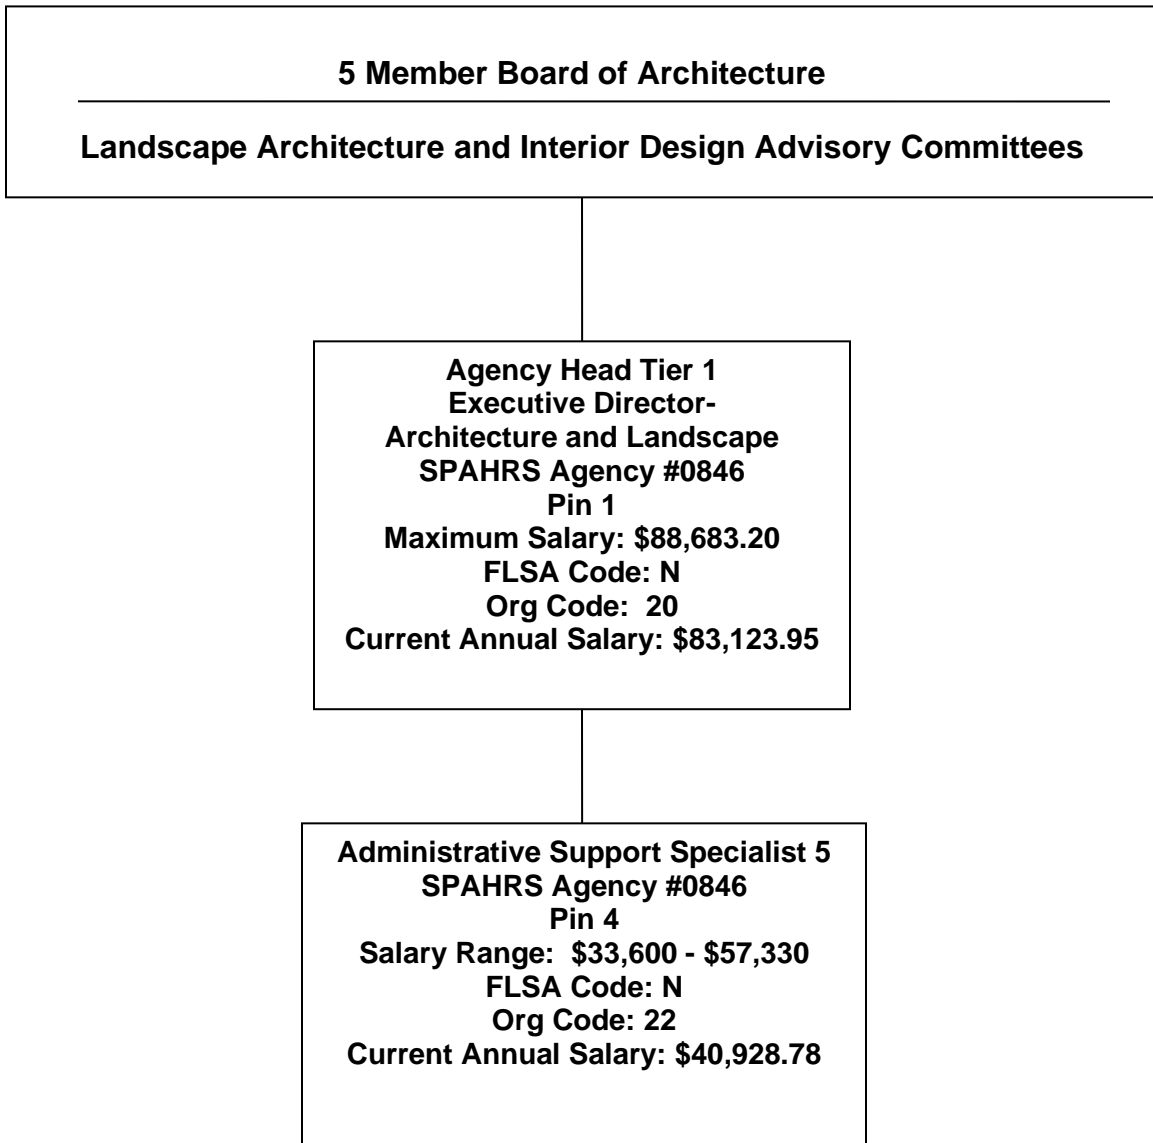 5 Member Board of Architecture
Landscape Architecture and Interior Design Advisory Committees
Agency Head Tier 1
Executive Director-
Architecture and Landscape
SPAHRS Agency #0846
Pin 1
Maximum Salary: $88,683.20
FLSA Code: N
Org Code:  20
Current Annual Salary: $83,123.95
Administrative Support Specialist 5
SPAHRS Agency #0846
Pin 4
Salary Range:  $33,600 - $57,330
FLSA Code: N
Org Code: 22
Current Annual Salary: $40,928.78